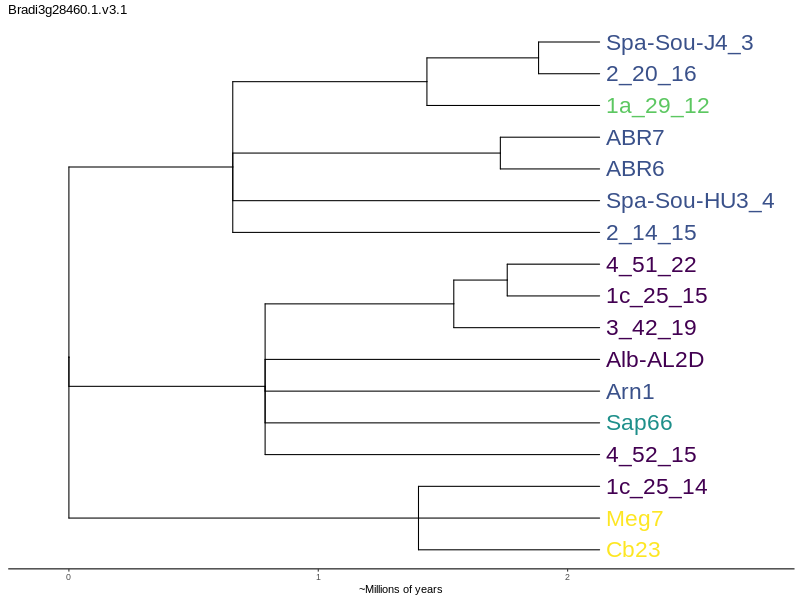 Bradi3g28460.1.v3.1
Spa-Sou-J4_3
2_20_16
1a_29_12
ABR7
ABR6
Spa-Sou-HU3_4
2_14_15
4_51_22
1c_25_15
3_42_19
Alb-AL2D
Arn1
Sap66
4_52_15
1c_25_14
Meg7
Cb23
0 1 2
~Millions of years